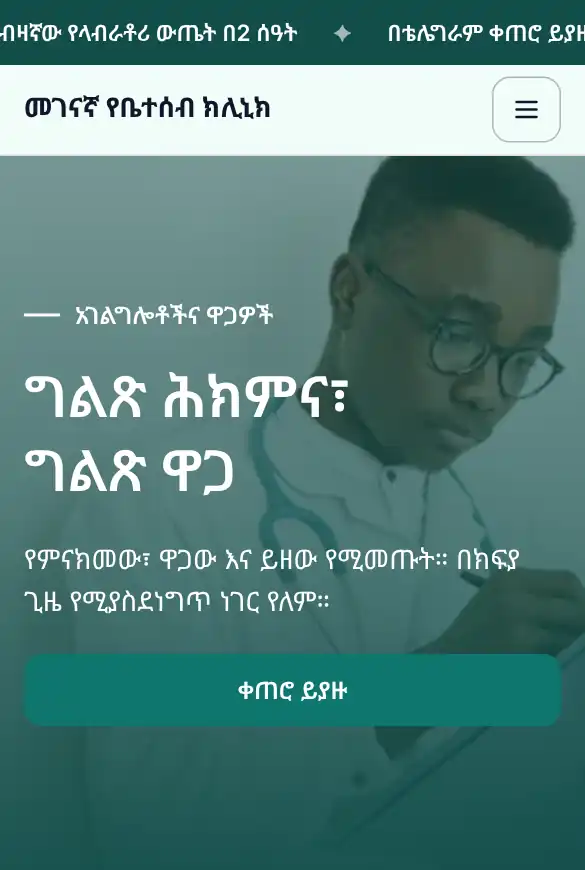 ብዛኛው የላብራቶሪ ውጤት በ2 ሰዓት ✦ በቴሌግራም ቀጠሮ ይያዙ
መገናኛ የቤተሰብ ክሊኒክ
አገልግሎቶችና ዋጋዎች
ግልጽ ሕክምና፣
ግልጽ ዋጋ
የምናክመው፣ ዋጋው እና ይዘው የሚመጡት። በክፍያ
ጊዜ የሚያስደነግጥ ነገር የለም።
ቀጠሮ ይያዙ